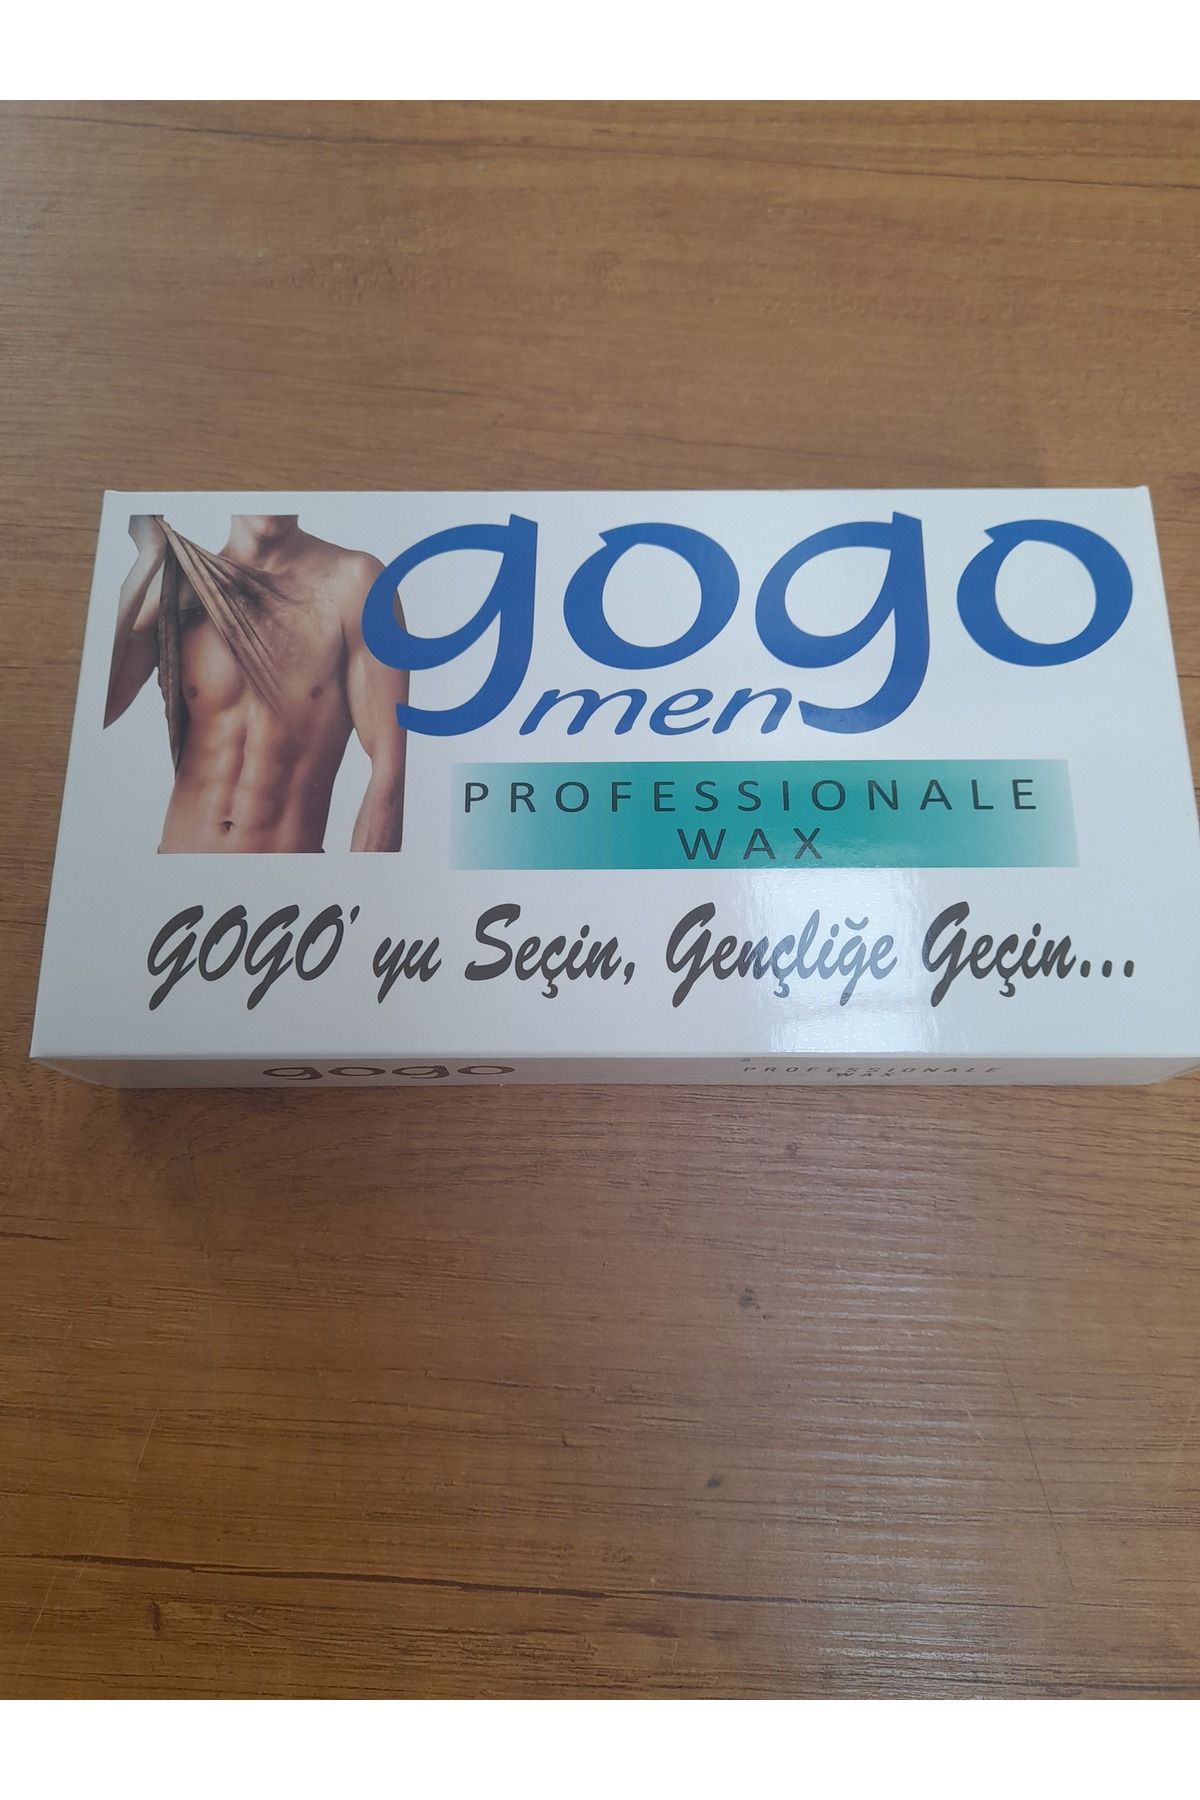 gogo
men
PROFESSIONALE
WAX
GOGO' yu Seçin, Gençliğe Geçin...
gogo
PROFESSIONALE
WAX